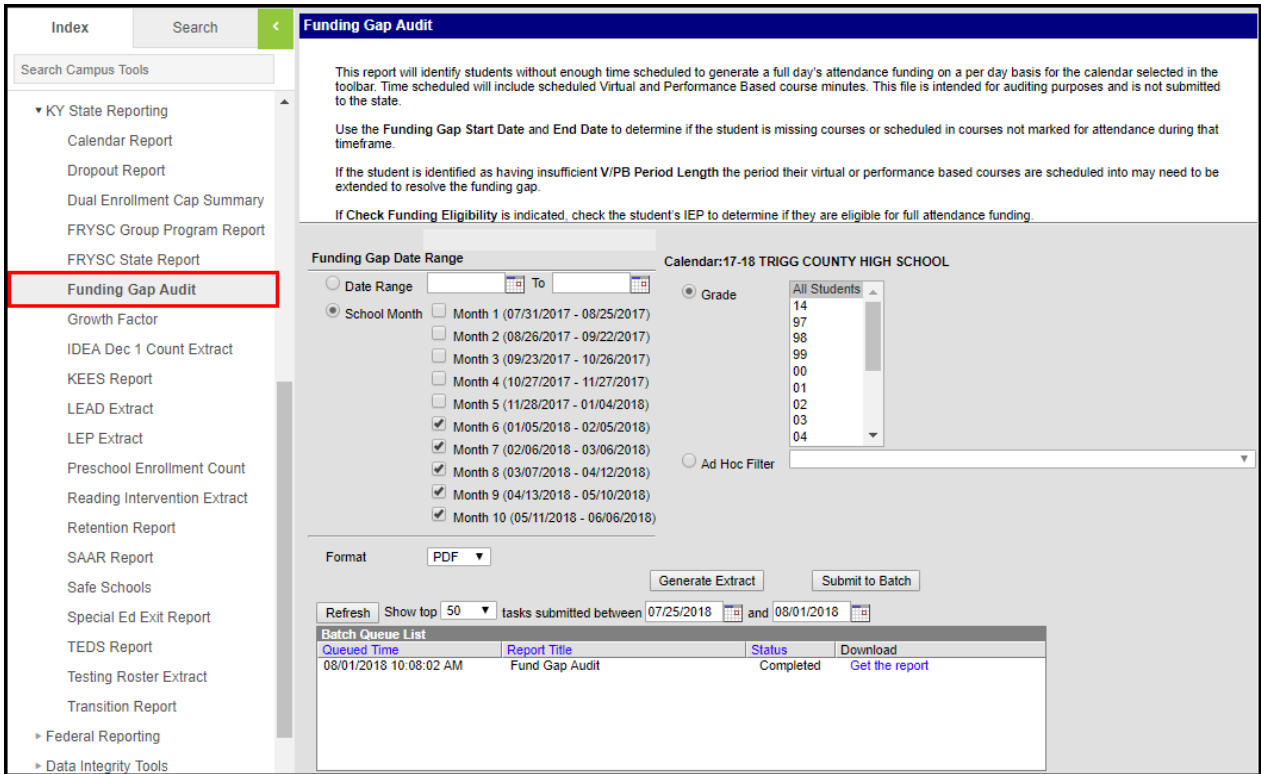 Index
Search
<
Search Campus Tools
KY State Reporting
Calendar Report
Dropout Report
Dual Enrollment Cap Summary
FRYSC Group Program Report
FRYSC State Report
Funding Gap Audit
Growth Factor
IDEA Dec 1 Count Extract
KEES Report
LEAD Extract
LEP Extract
Preschool Enrollment Count
Reading Intervention Extract
Retention Report
SAAR Report
Safe Schools
Special Ed Exit Report
TEDS Report
Testing Roster Extract
Transition Report
Federal Reporting
Data Integrity Tools
Funding Gap Audit
This report will identify students without enough time scheduled to generate a full day's attendance funding on a per day basis for the calendar selected in the
toolbar. Time scheduled will include scheduled Virtual and Performance Based course minutes. This file is intended for auditing purposes and is not submitted
to the state.
Use the Funding Gap Start Date and End Date to determine if the student is missing courses or scheduled in courses not marked for attendance during that
timeframe.
If the student is identified as having insufficient V/PB Period Length the period their virtual or performance based courses are scheduled into may need to be
extended to resolve the funding gap.
If Check Funding Eligibility is indicated, check the student's IEP to determine if they are eligible for full attendance funding.
Funding Gap Date Range
Date Range To
School Month Month 1 (07/31/2017 - 08/25/2017)
Month 2 (08/26/2017 - 09/22/2017)
Month 3 (09/23/2017 - 10/26/2017)
Month 4 (10/27/2017 - 11/27/2017)
Month 5 (11/28/2017 - 01/04/2018)
Month 6 (01/05/2018 - 02/05/2018)
Month 7 (02/06/2018 - 03/06/2018)
Month 8 (03/07/2018 - 04/12/2018)
Month 9 (04/13/2018 - 05/10/2018)
Month 10 (05/11/2018 - 06/06/2018)
Calendar:17-18 TRIGG COUNTY HIGH SCHOOL
Grade
All Students
14
97
98
99
00
01
02
03
04
Ad Hoc Filter
Format PDF
Generate Extract Submit to Batch
Refresh Show top 50 tasks submitted between 07/25/2018 and 08/01/2018
Batch Queue List
Queued Time Report Title Status Download
08/01/2018 10:08:02 AM Fund Gap Audit Completed Get the report